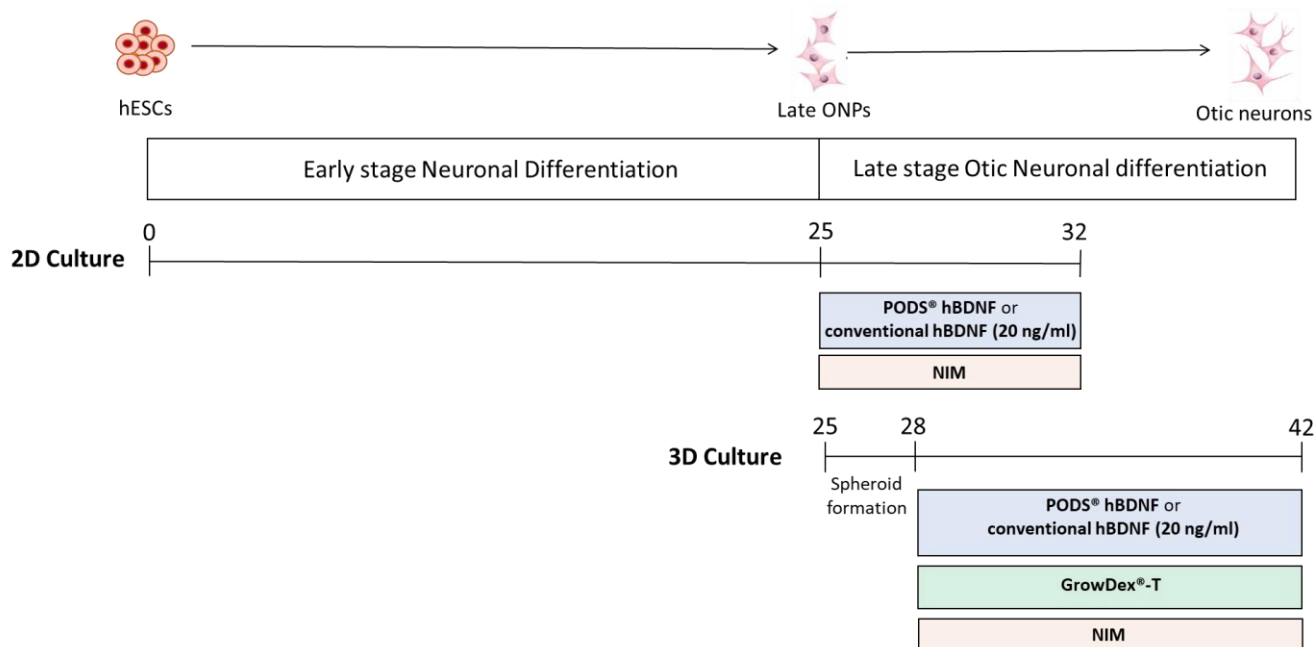 hESCs
Late ONPs
Otic neurons
Early stage Neuronal Differentiation
Late stage Otic Neuronal differentiation
0
25
32
2D Culture
PODS® hBDNF or
conventional hBDNF (20 ng/ml)
NIM
25
28
42
3D Culture
Spheroid
formation
PODS® hBDNF or
conventional hBDNF (20 ng/ml)
GrowDex®-T
NIM